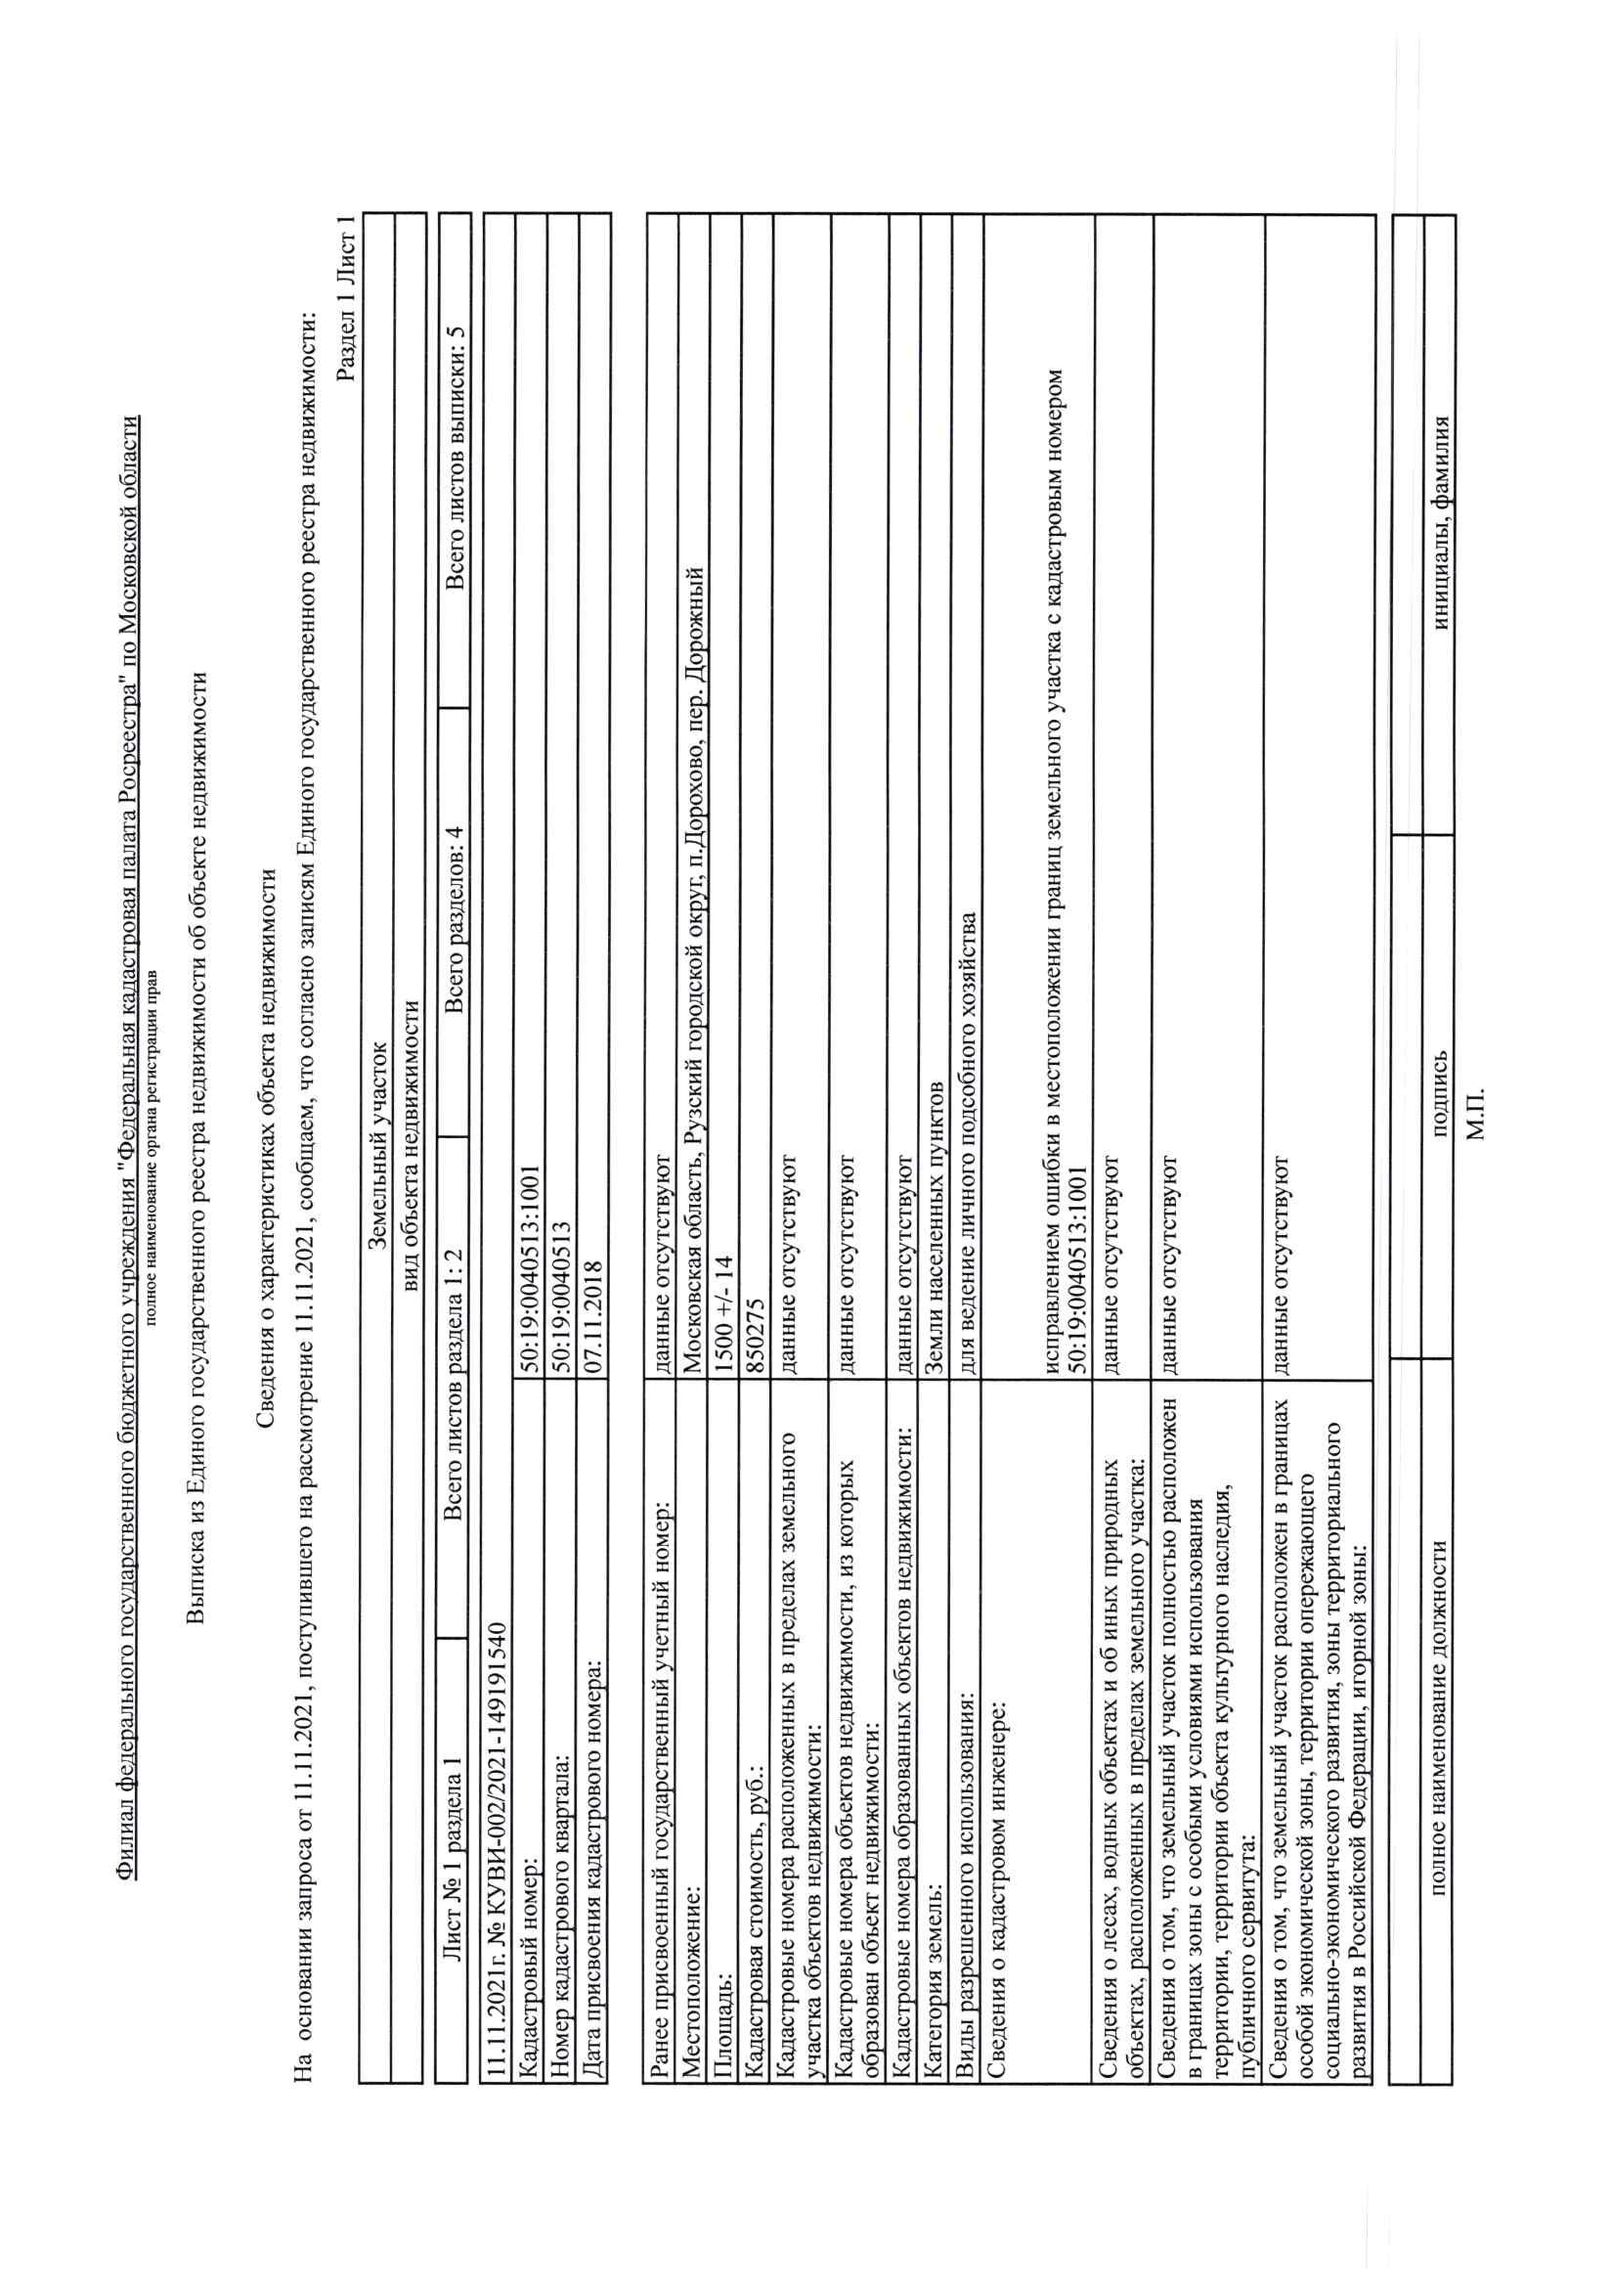 Филиал федерального государственного бюджетного учреждения "Федеральная кадастровая палата Росреестра" по Московской области
полное наименование органа регистрации прав
Выписка из Единого государственного реестра недвижимости об объекте недвижимости
Сведения о характеристиках объекта недвижимости
На основании запроса от 11.11.2021, поступившего на рассмотрение 11.11.2021, сообщаем, что согласно записям Единого государственного реестра недвижимости:
Раздел 1 Лист 1
Земельный участок
вид объекта недвижимости
Лист № 1 раздела 1 Всего листов раздела 1: 2 Всего разделов: 4 Всего листов выписки: 5
11.11.2021г. № КУВИ-002/2021-149191540
Кадастровый номер: 50:19:0040513:1001
Номер кадастрового квартала: 50:19:0040513
Дата присвоения кадастрового номера: 07.11.2018
Ранее присвоенный государственный учетный номер: данные отсутствуют
Местоположение: Московская область, Рузский городской округ, п.Дорохово, пер. Дорожный
Площадь: 1500 +/- 14
Кадастровая стоимость, руб.: 850275
Кадастровые номера расположенных в пределах земельного данные отсутствуют
участка объектов недвижимости:
Кадастровые номера объектов недвижимости, из которых данные отсутствуют
образован объект недвижимости:
Кадастровые номера образованных объектов недвижимости: данные отсутствуют
Категория земель: Земли населенных пунктов
Виды разрешенного использования: для ведение личного подсобного хозяйства
Сведения о кадастровом инженере:
исправлением ошибки в местоположении границ земельного участка с кадастровым номером
50:19:0040513:1001
Сведения о лесах, водных объектах и об иных природных данные отсутствуют
объектах, расположенных в пределах земельного участка:
Сведения о том, что земельный участок полностью расположен данные отсутствуют
в границах зоны с особыми условиями использования
территории, территории объекта культурного наследия,
публичного сервитута:
Сведения о том, что земельный участок расположен в границах данные отсутствуют
особой экономической зоны, территории опережающего
социально-экономического развития, зоны территориального
развития в Российской Федерации, игорной зоны:
полное наименование должности подпись инициалы, фамилия
М.П.